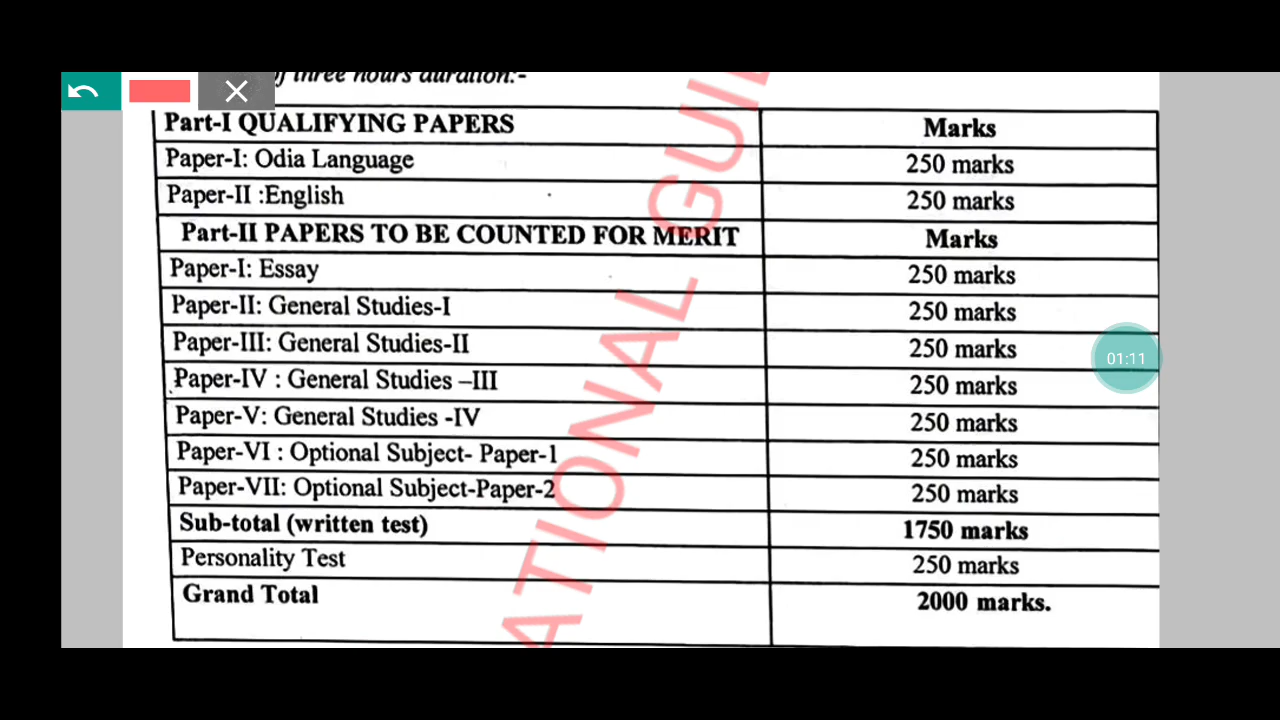 of three hours duration:-
Part-I QUALIFYING PAPERS Marks
Paper-I: Odia Language 250 marks
Paper-II :English 250 marks
Part-II PAPERS TO BE COUNTED FOR MERIT Marks
Paper-I: Essay 250 marks
Paper-II: General Studies-I 250 marks
Paper-III: General Studies-II 250 marks
Paper-IV : General Studies –III 250 marks
Paper-V: General Studies -IV 250 marks
Paper-VI : Optional Subject- Paper-1 250 marks
Paper-VII: Optional Subject-Paper-2 250 marks
Sub-total (written test) 1750 marks
Personality Test 250 marks
Grand Total 2000 marks.
ATIONAL GUI
01:11